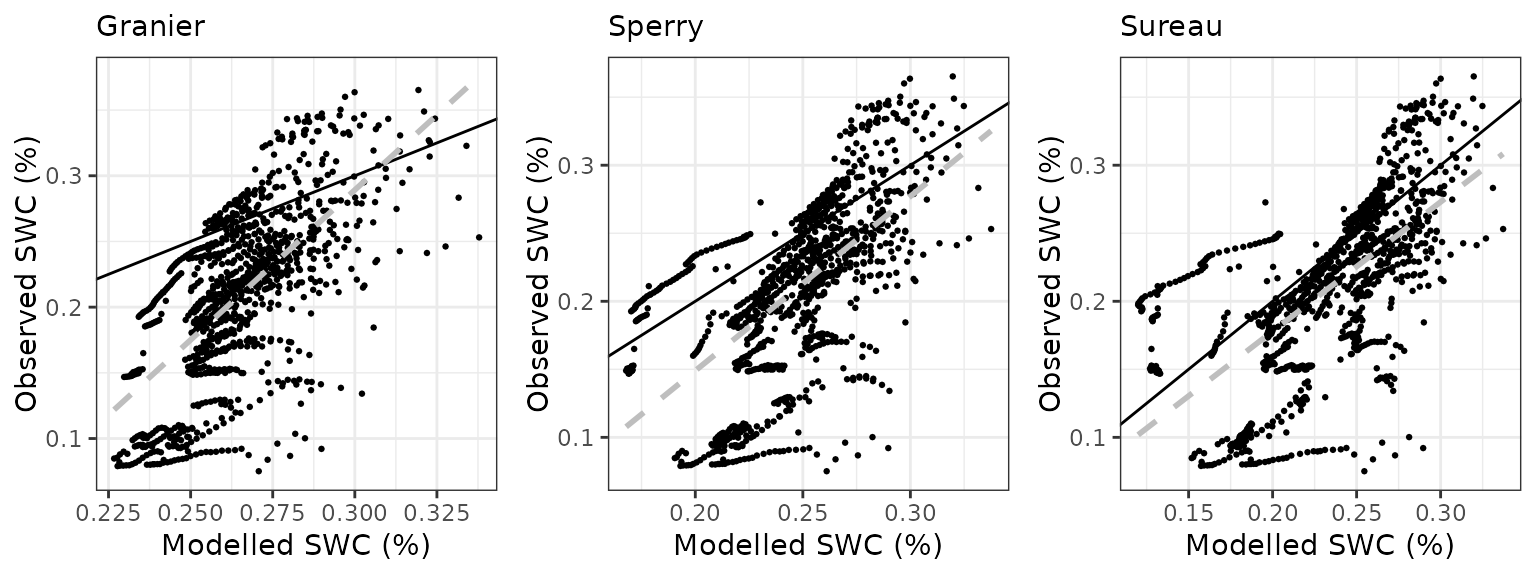 Granier
Sperry
Sureau
Observed SWC (%)
0.3
0.2
0.1
0.225 0.250 0.275 0.300 0.325
Modelled SWC (%)
Observed SWC (%)
0.3
0.2
0.1
0.20 0.25 0.30
Modelled SWC (%)
Observed SWC (%)
0.3
0.2
0.1
0.15 0.20 0.25 0.30
Modelled SWC (%)